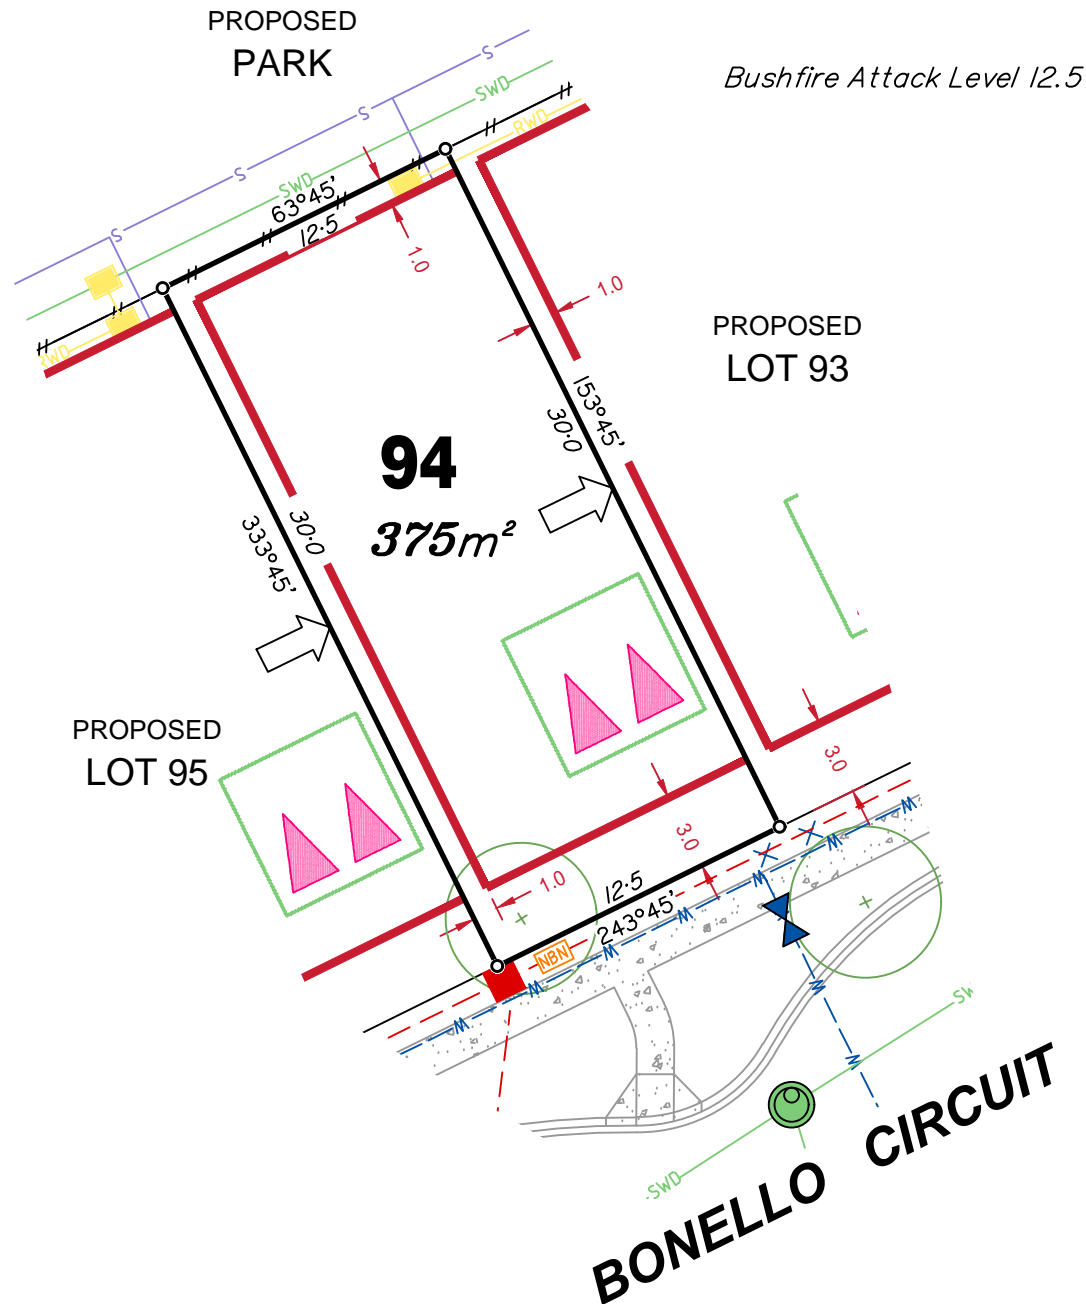 PROPOSED
PARK
Bushfire Attack Level 12.5
S
S
S
S
SWD
SWD
RWD
63°45'
12·5
1.0
1.0
PROPOSED
LOT 93
153°45'
30·0
94
375m²
333°45'
30·0
PROPOSED
LOT 95
3.0
3.0
1.0
12·5
243°45'
NBN
W
W
W
W
W
W
W
W
W
SWD
BONELLO CIRCUIT